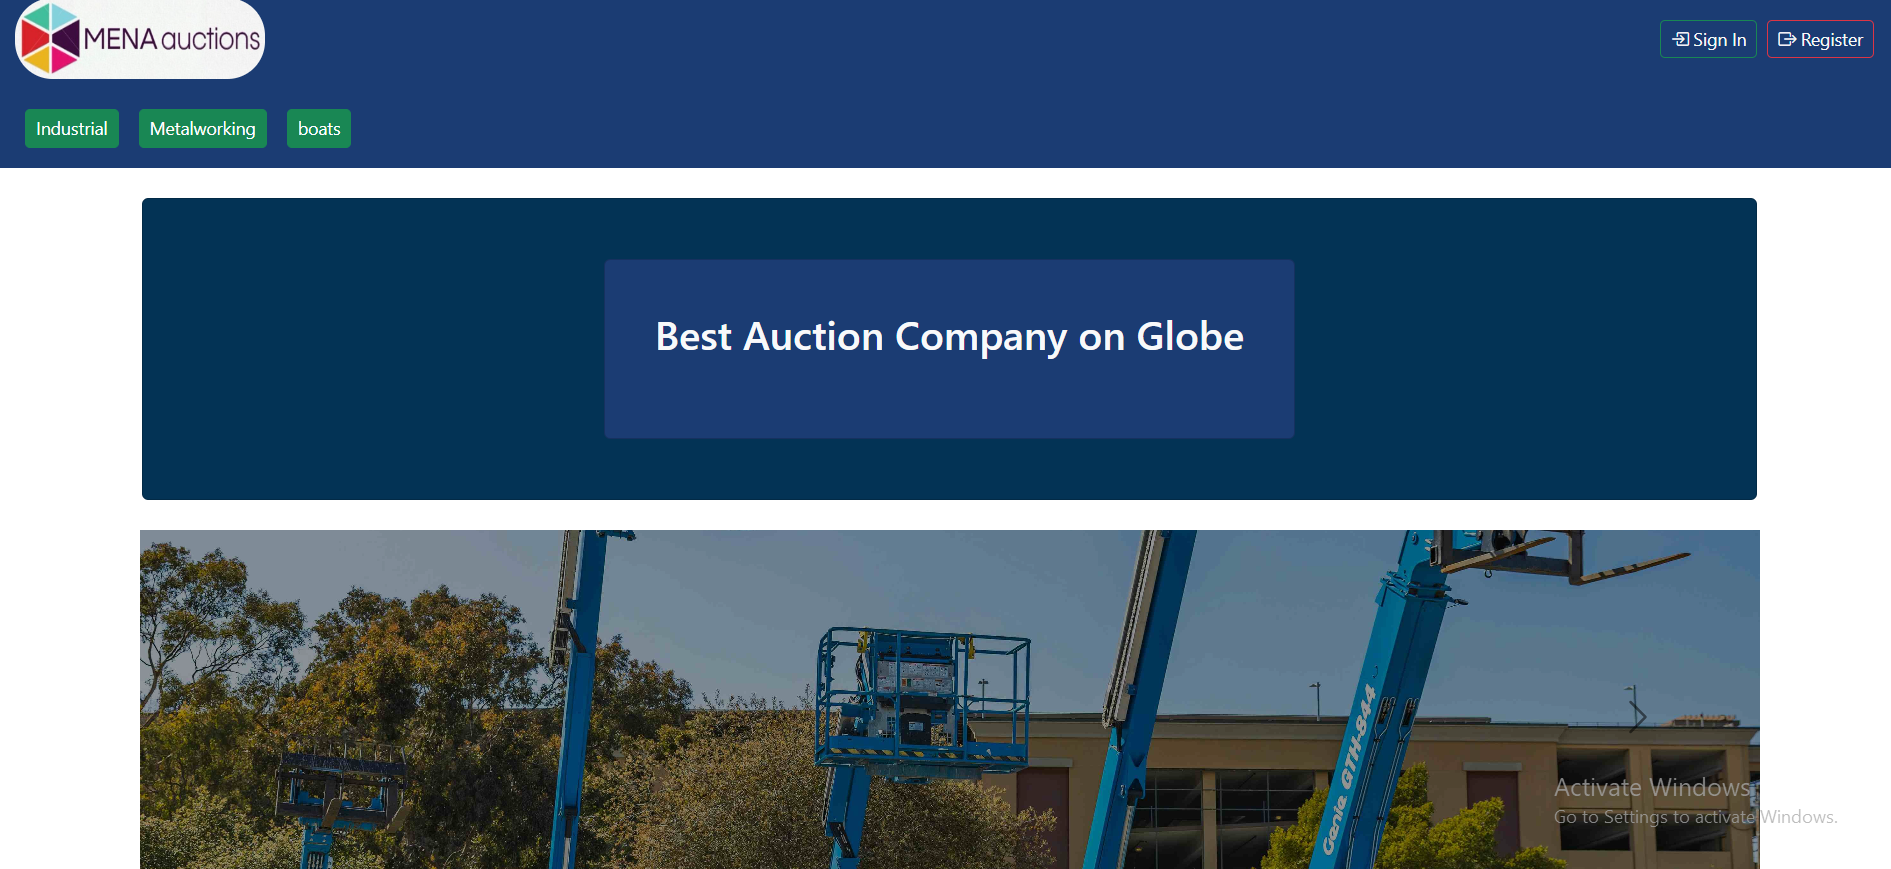 MENA auctions
Sign In
Register
Industrial
Metalworking
boats
Best Auction Company on Globe
Genie GTH-844
Activate Windows
Go to Settings to activate Windows.